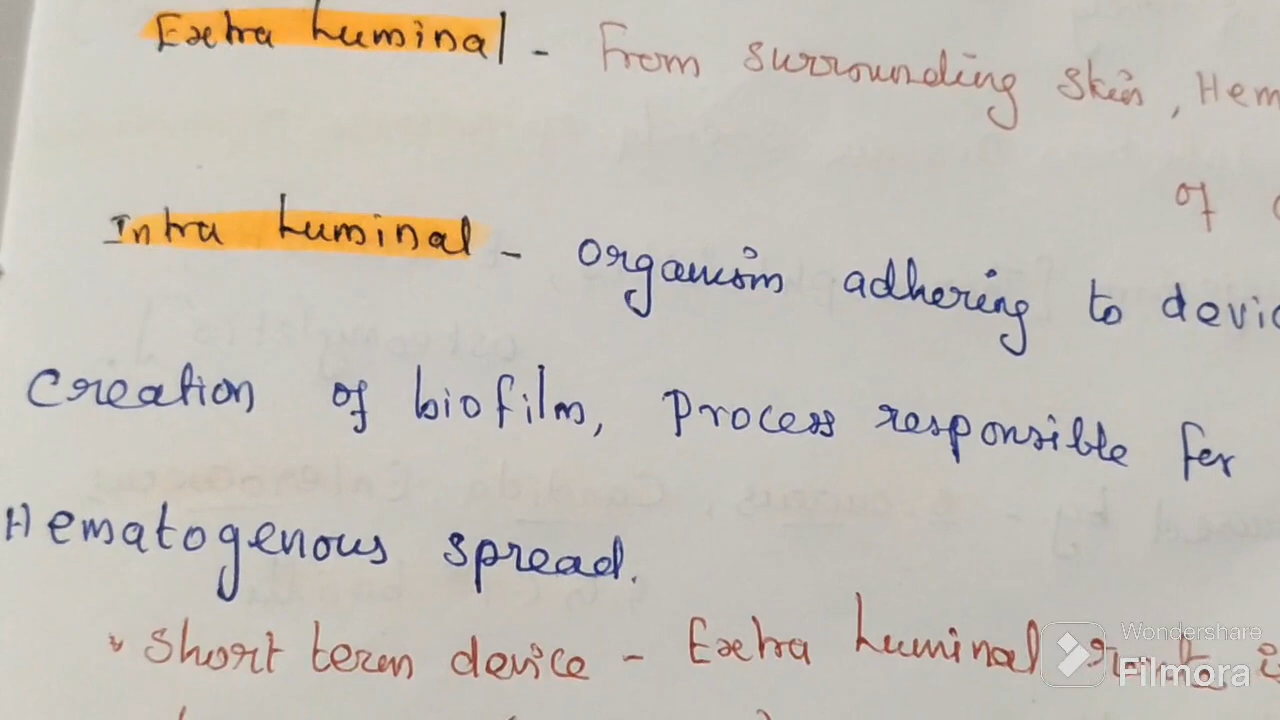 Extra Luminal - From surrounding skin, Hem
of
Intra Luminal - organism adhering to devic
Creation of biofilm, Process responsible for
Hematogenous spread.
Short term device - Extra Luminal
Wondershare
Filmora